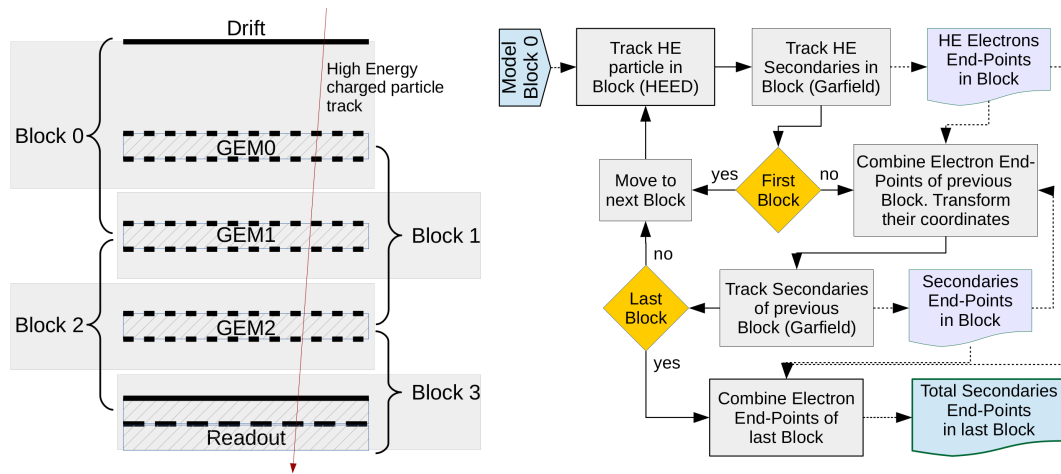 Drift
High Energy
charged particle
track
Block 0
GEM0
GEM1
Block 1
Block 2
GEM2
Block 3
Readout
Model
Block 0
Track HE
particle in
Block (HEED)
Track HE
Secondaries in
Block (Garfield)
HE Electrons
End-Points
in Block
Move to
next Block
yes
First
Block
no
Combine Electron End-
Points of previous
Block. Transform
their coordinates
no
Last
Block
yes
Track Secondaries
of previous
Block (Garfield)
Secondaries
End-Points
in Block
Combine Electron
End-Points of
last Block
Total Secondaries
End-Points
in last Block